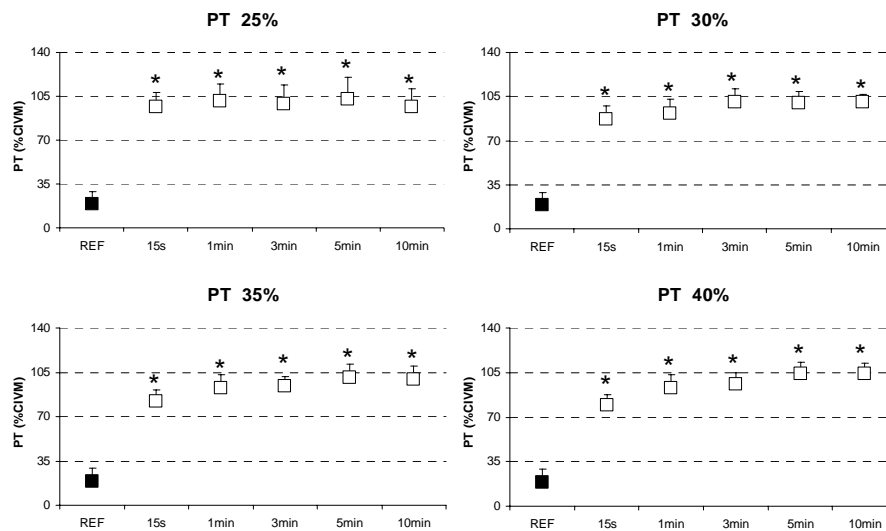 PT 25%
140
105
70
35
0
PT (%CIVM)
* * * * *
REF 15s 1min 3min 5min 10min
PT 30%
140
105
70
35
0
PT (%CIVM)
* * * * *
REF 15s 1min 3min 5min 10min
PT 35%
140
105
70
35
0
PT (%CIVM)
* * * * *
REF 15s 1min 3min 5min 10min
PT 40%
140
105
70
35
0
PT (%CIVM)
* * * * *
REF 15s 1min 3min 5min 10min